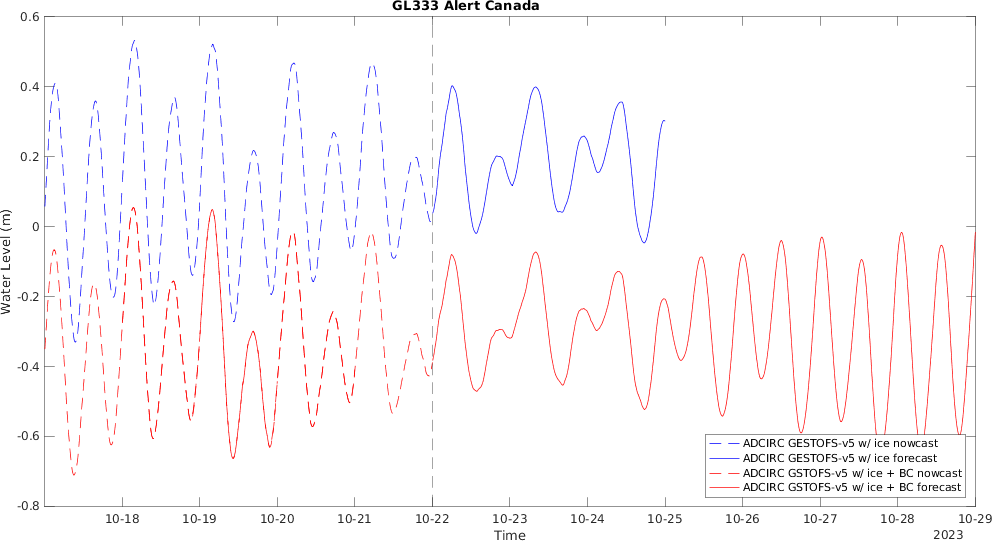 GL333 Alert Canada
0.6
0.4
0.2
0
-0.2
-0.4
-0.6
-0.8
Water Level (m)
ADCIRC GESTOFS-v5 w/ ice nowcast
ADCIRC GESTOFS-v5 w/ ice forecast
ADCIRC GSTOFS-v5 w/ ice + BC nowcast
ADCIRC GSTOFS-v5 w/ ice + BC forecast
10-18 10-19 10-20 10-21 10-22 10-23 10-24 10-25 10-26 10-27 10-28 10-29
Time
2023